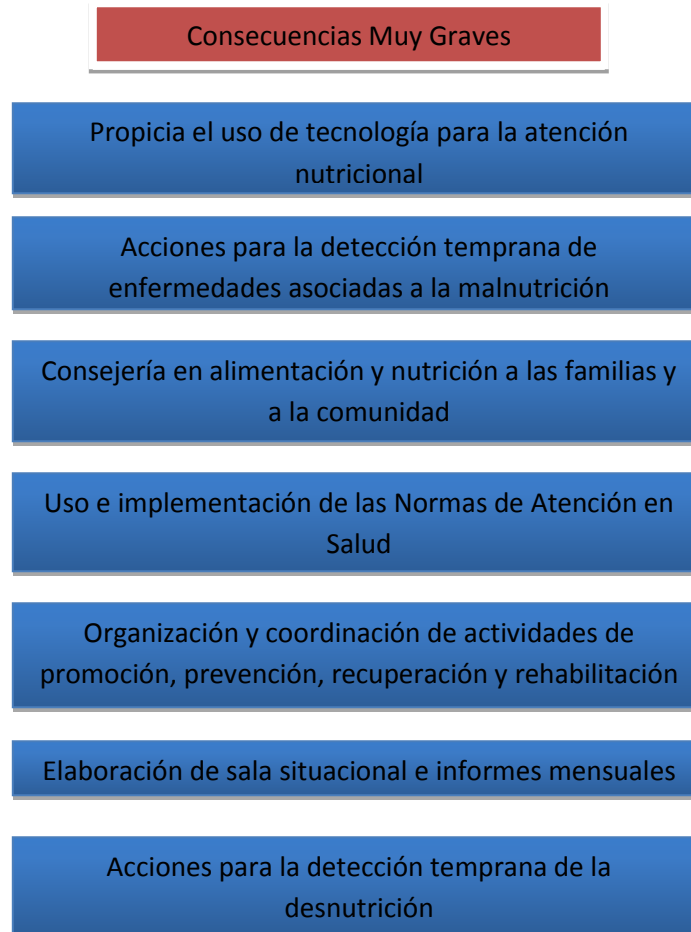 Consecuencias Muy Graves
Propicia el uso de tecnología para la atención
nutricional
Acciones para la detección temprana de
enfermedades asociadas a la malnutrición
Consejería en alimentación y nutrición a las familias y
a la comunidad
Uso e implementación de las Normas de Atención en
Salud
Organización y coordinación de actividades de
promoción, prevención, recuperación y rehabilitación
Elaboración de sala situacional e informes mensuales
Acciones para la detección temprana de la
desnutrición